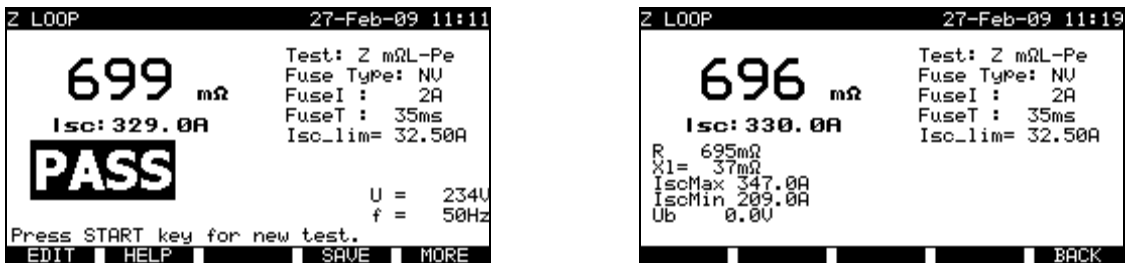 Z LOOP 27-Feb-09 11:11
699 mΩ
Isc: 329.0A
PASS
Test: Z mΩL-Pe
Fuse Type: NV
FuseI : 2A
FuseT : 35ms
Isc_lim= 32.50A
U = 234V
f = 50Hz
Press START key for new test.
EDIT HELP SAVE MORE
Z LOOP 27-Feb-09 11:19
696 mΩ
Isc: 330.0A
R 695mΩ
Xl= 37mΩ
IscMax 347.0A
IscMin 209.0A
Ub 0.0V
Test: Z mΩL-Pe
Fuse Type: NV
FuseI : 2A
FuseT : 35ms
Isc_lim= 32.50A
BACK